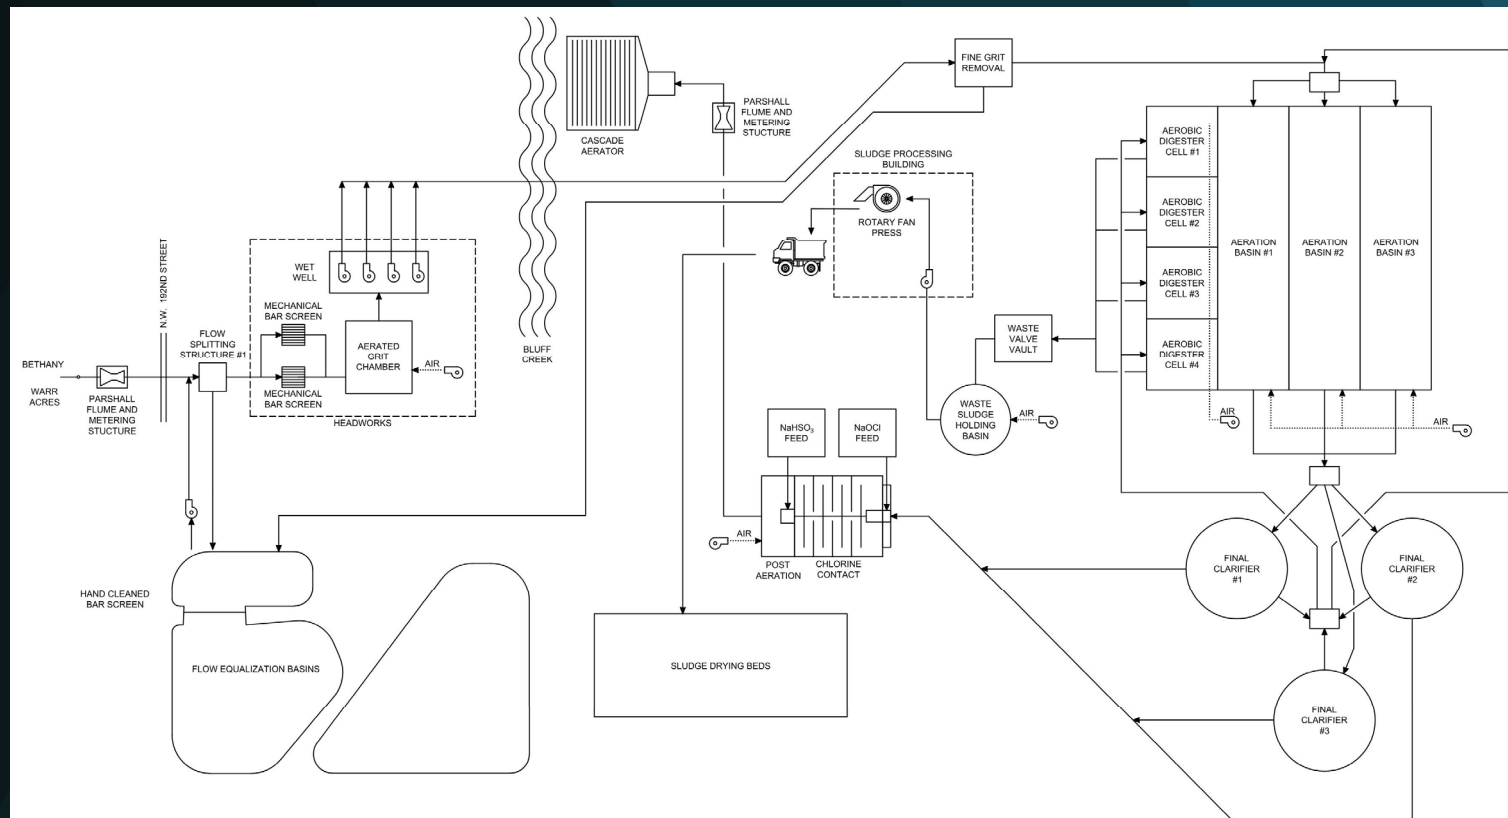 FINE GRIT
REMOVAL
PARSHALL
FLUME AND
METERING
STUCTURE
CASCADE
AERATOR
SLUDGE PROCESSING
BUILDING
ROTARY FAN
PRESS
AEROBIC
DIGESTER
CELL #1
AEROBIC
DIGESTER
CELL #2
AEROBIC
DIGESTER
CELL #3
AEROBIC
DIGESTER
CELL #4
AERATION
BASIN #1
AERATION
BASIN #2
AERATION
BASIN #3
N.W. 192ND STREET
WET
WELL
MECHANICAL
BAR SCREEN
FLOW
SPLITTING
STRUCTURE #1
AERATED
GRIT
CHAMBER
AIR
MECHANICAL
BAR SCREEN
HEADWORKS
BETHANY
WARR
ACRES
PARSHALL
FLUME AND
METERING
STUCTURE
BLUFF
CREEK
WASTE
VALVE
VAULT
WASTE
SLUDGE
HOLDING
BASIN
AIR
AIR
AIR
NaHSO3
FEED
NaOCl
FEED
AIR
POST
AERATION
CHLORINE
CONTACT
FINAL
CLARIFIER
#1
FINAL
CLARIFIER
#2
FINAL
CLARIFIER
#3
HAND CLEANED
BAR SCREEN
FLOW EQUALIZATION BASINS
SLUDGE DRYING BEDS